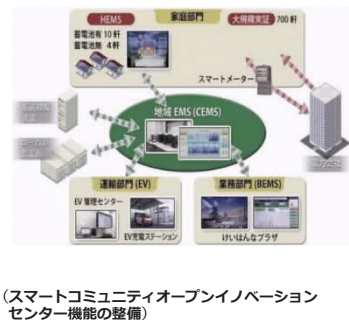 家庭部門
HEMS
大規模実証 700軒
蓄電池有 10軒
蓄電池無 4軒
スマートメーター
地域 EMS (CEMS)
運輸部門 (EV)
業務部門 (BEMS)
EV 管理センター
EV充電ステーション
けいはんなプラザ
(スマートコミュニティオープンイノベーション
センター機能の整備)